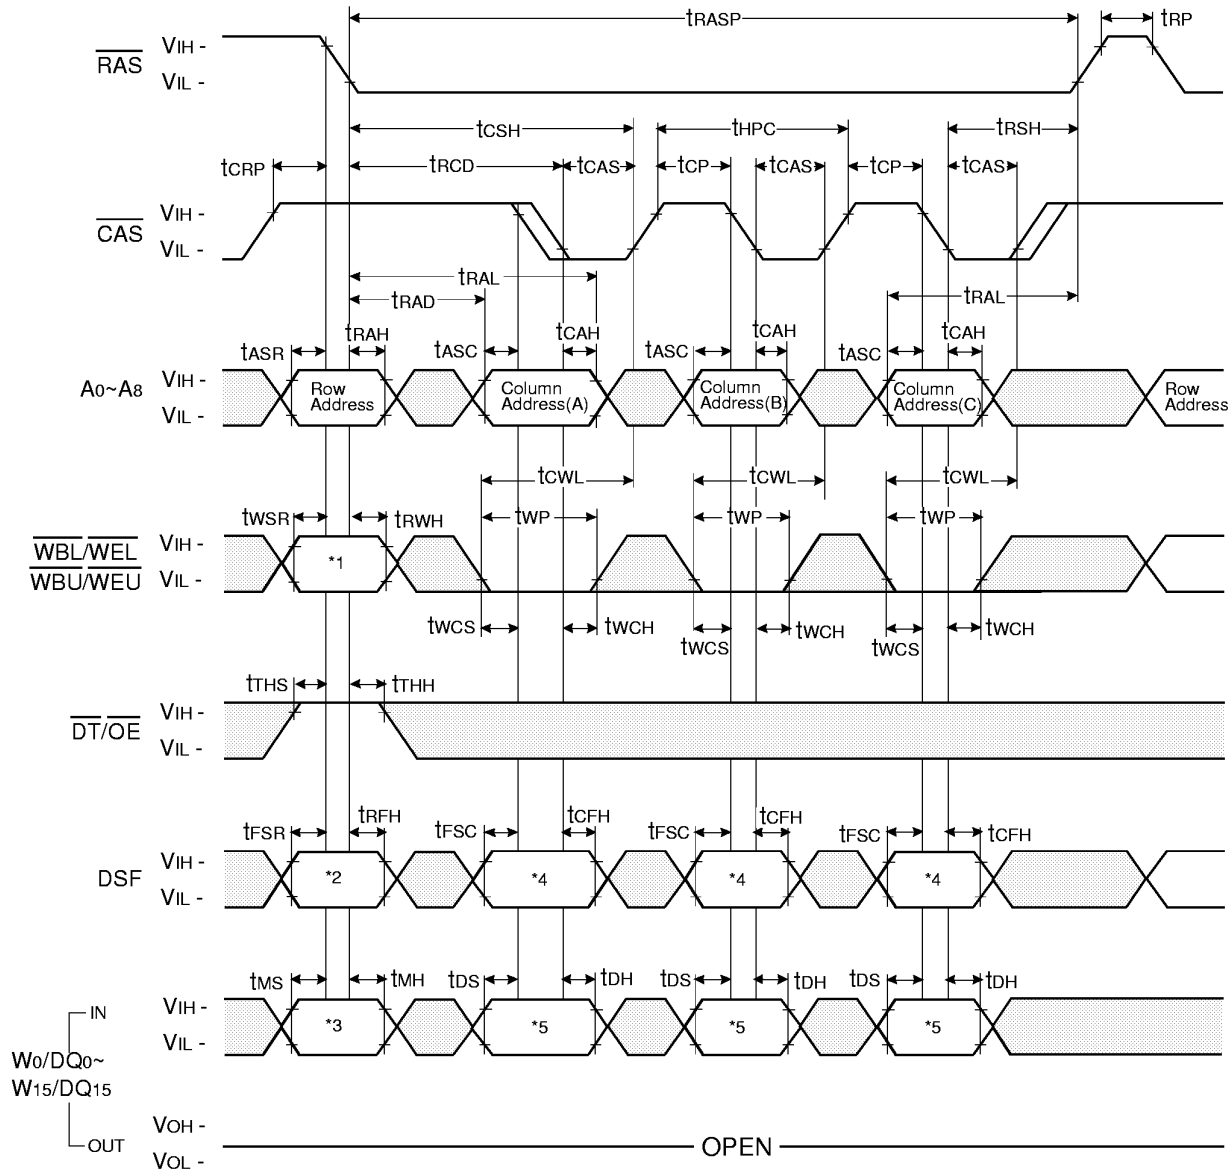 tRASP tRP
RAS VIH -
VIL -
tCSH tHPC tRSH
tCRP tRCD tCAS tCP tCAS tCP tCAS
CAS VIH -
VIL -
tRAL
tRAD tRAL
tASR tRAH tASC tCAH tASC tCAH tASC tCAH
A0~A8 VIH -
VIL -
Row Address
Column Address(A)
Column Address(B)
Column Address(C)
Row Address
tCWL tCWL tCWL
tWSR tRWH tWP tWP tWP
WBL/WEL VIH -
WBU/WEU VIL -
*1
tWCS tWCH tWCS tWCH tWCS tWCH
tTHS tTHH
DT/OE VIH -
VIL -
tFSR tRFH tFSC tCFH tFSC tCFH tFSC tCFH
DSF VIH -
VIL -
*2 *4 *4 *4
tMS tMH tDS tDH tDS tDH tDS tDH
IN VIH -
VIL -
*3 *5 *5 *5
W0/DQ0~
W15/DQ15
OUT VOH -
VOL -
OPEN